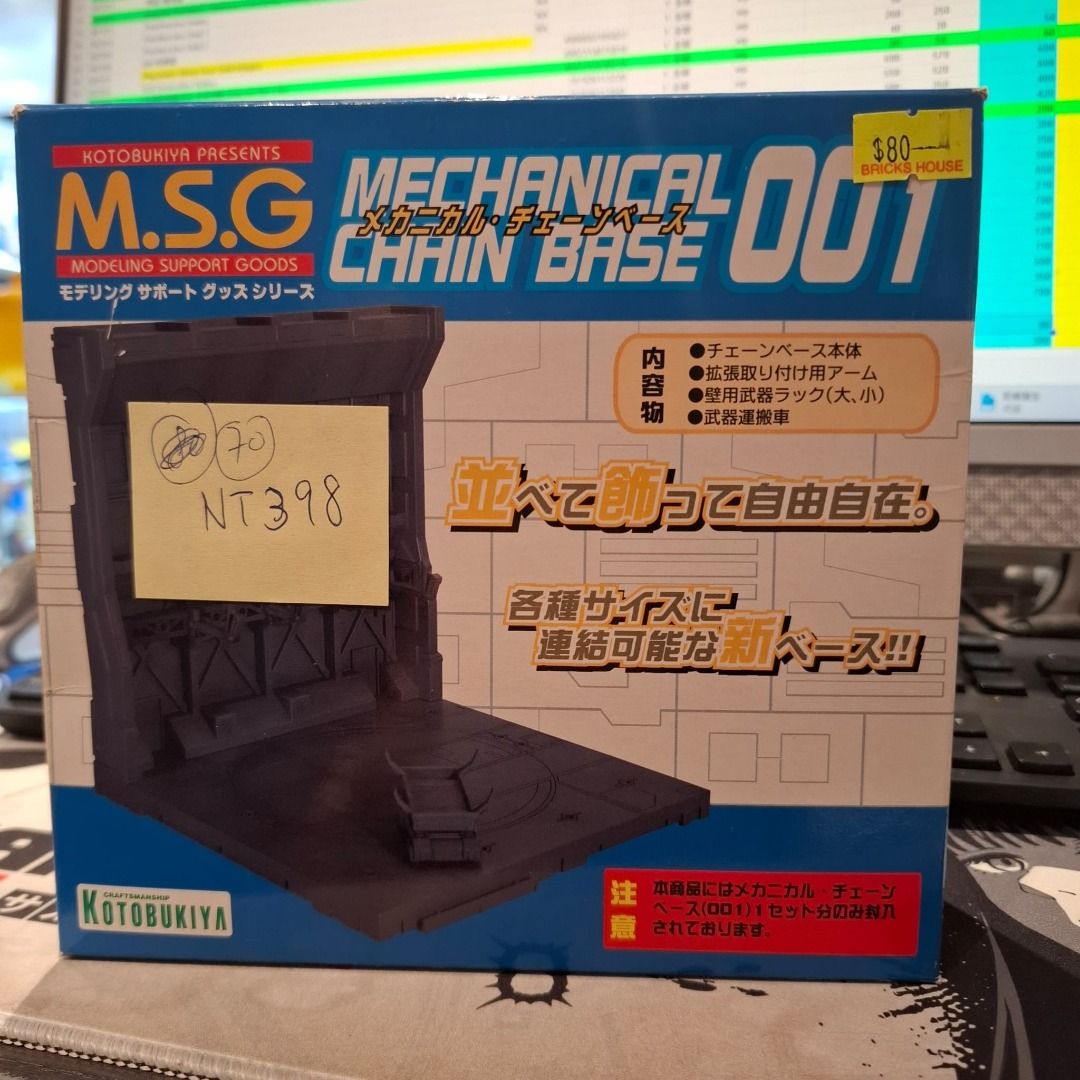 KOTOBUKIYA PRESENTS
M.S.G
MODELING SUPPORT GOODS
モデリング サポート グッズ シリーズ
MECHANICAL
メカニカル・チェーンベース
CHAIN BASE 001
$80
BRICKS HOUSE
内容物
●チェーンベース本体
●拡張取り付け用アーム
●壁用武器ラック(大、小)
●武器運搬車
70
NT398
並べて飾って自由自在。
各種サイズに
連結可能な新ベース!!
CRAFTSMANSHIP
KOTOBUKIYA
注意
本商品にはメカニカル・チェーン
ベース(001)1セット分のみ封入
されております。